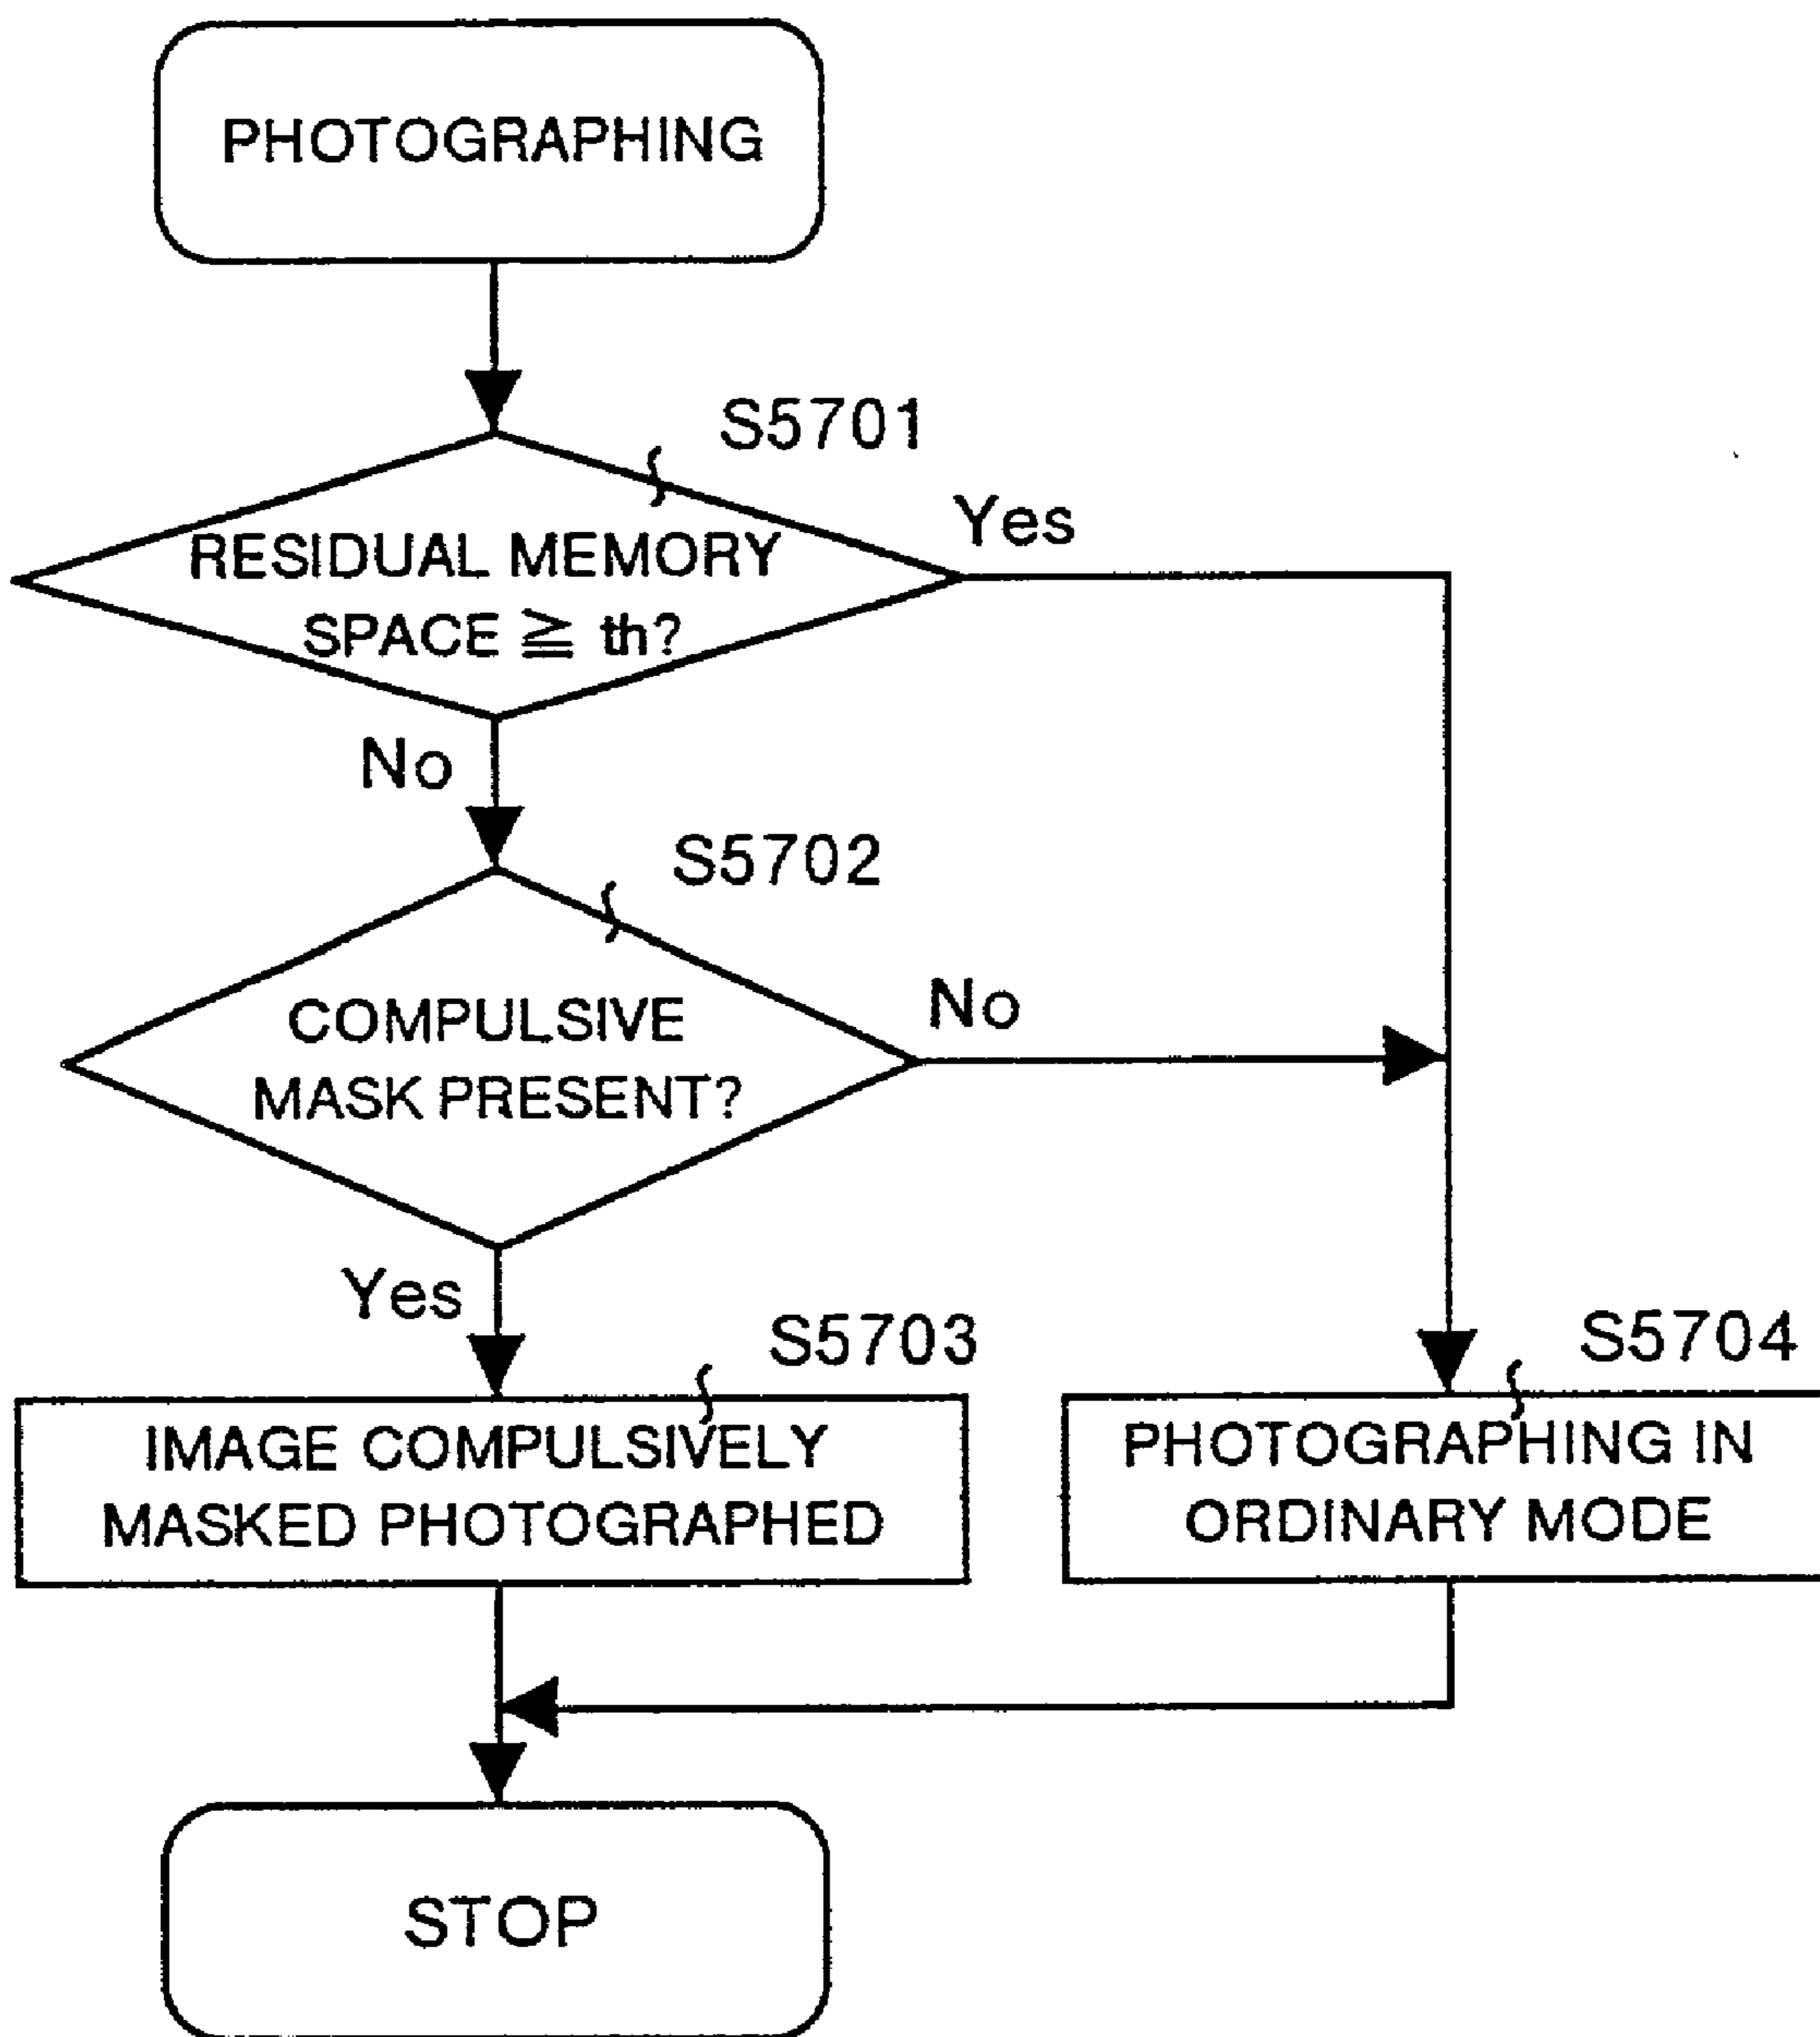 PHOTOGRAPHING
S5701
Yes
RESIDUAL MEMORY
SPACE ≧ th?
No
S5702
COMPULSIVE
No
MASK PRESENT?
Yes
S5703
S5704
IMAGE COMPULSIVELY
MASKED PHOTOGRAPHED
PHOTOGRAPHING IN
ORDINARY MODE
STOP